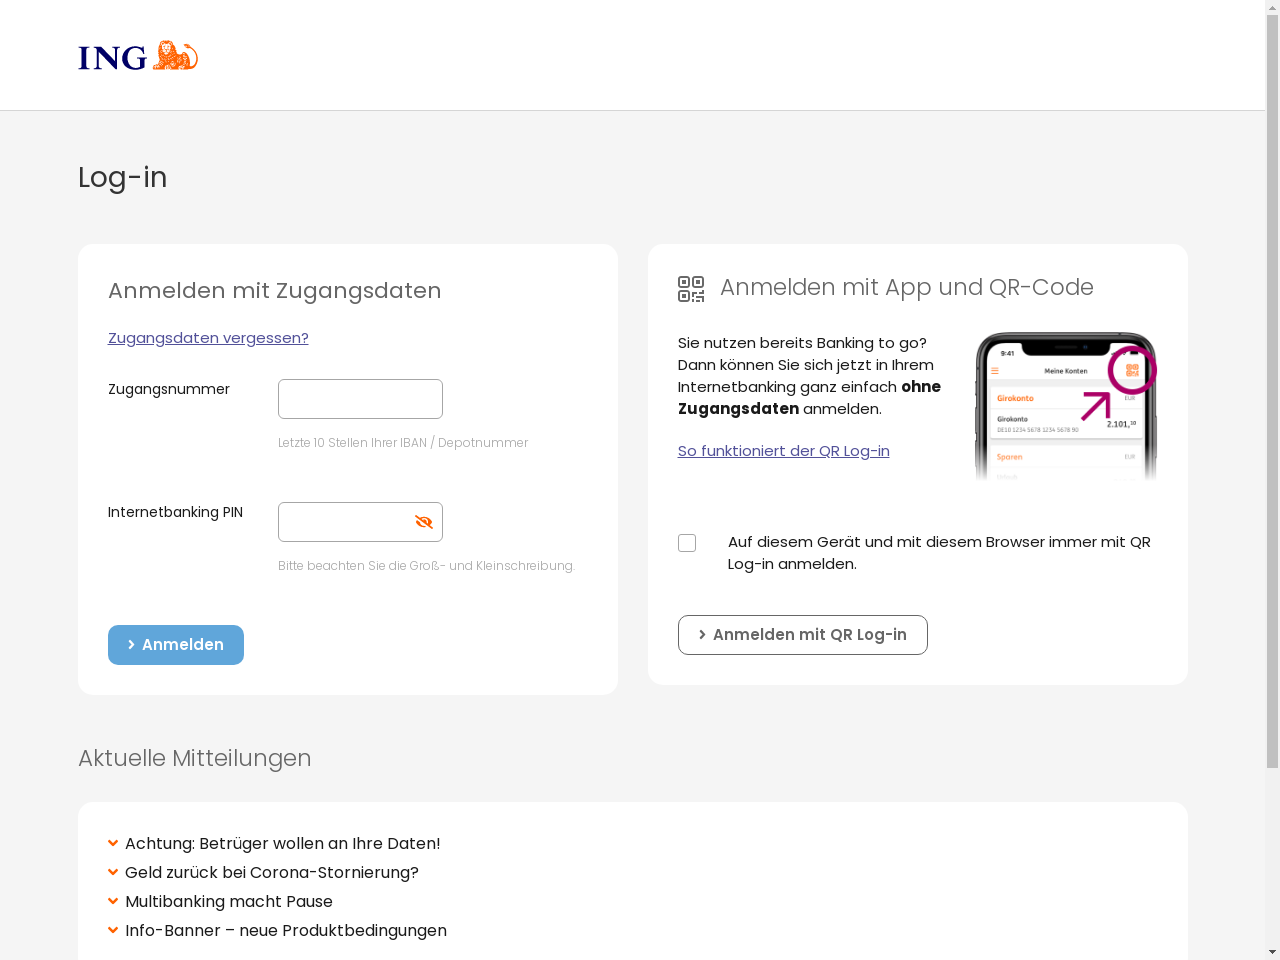 ING
Log-in
Anmelden mit Zugangsdaten
Zugangsdaten vergessen?
Zugangsnummer
Letzte 10 Stellen Ihrer IBAN / Depotnummer
Internetbanking PIN
Bitte beachten Sie die Groß- und Kleinschreibung.
Anmelden
Anmelden mit App und QR-Code
Sie nutzen bereits Banking to go?
Dann können Sie sich jetzt in Ihrem
Internetbanking ganz einfach ohne
Zugangsdaten anmelden.
So funktioniert der QR Log-in
9:41
Meine Konten
Girokonto
EUR
Girokonto
2.101,10
DE10 1234 5678 1234 5678 90
Sparen
EUR
Auf diesem Gerät und mit diesem Browser immer mit QR
Log-in anmelden.
Anmelden mit QR Log-in
Aktuelle Mitteilungen
Achtung: Betrüger wollen an Ihre Daten!
Geld zurück bei Corona-Stornierung?
Multibanking macht Pause
Info-Banner – neue Produktbedingungen